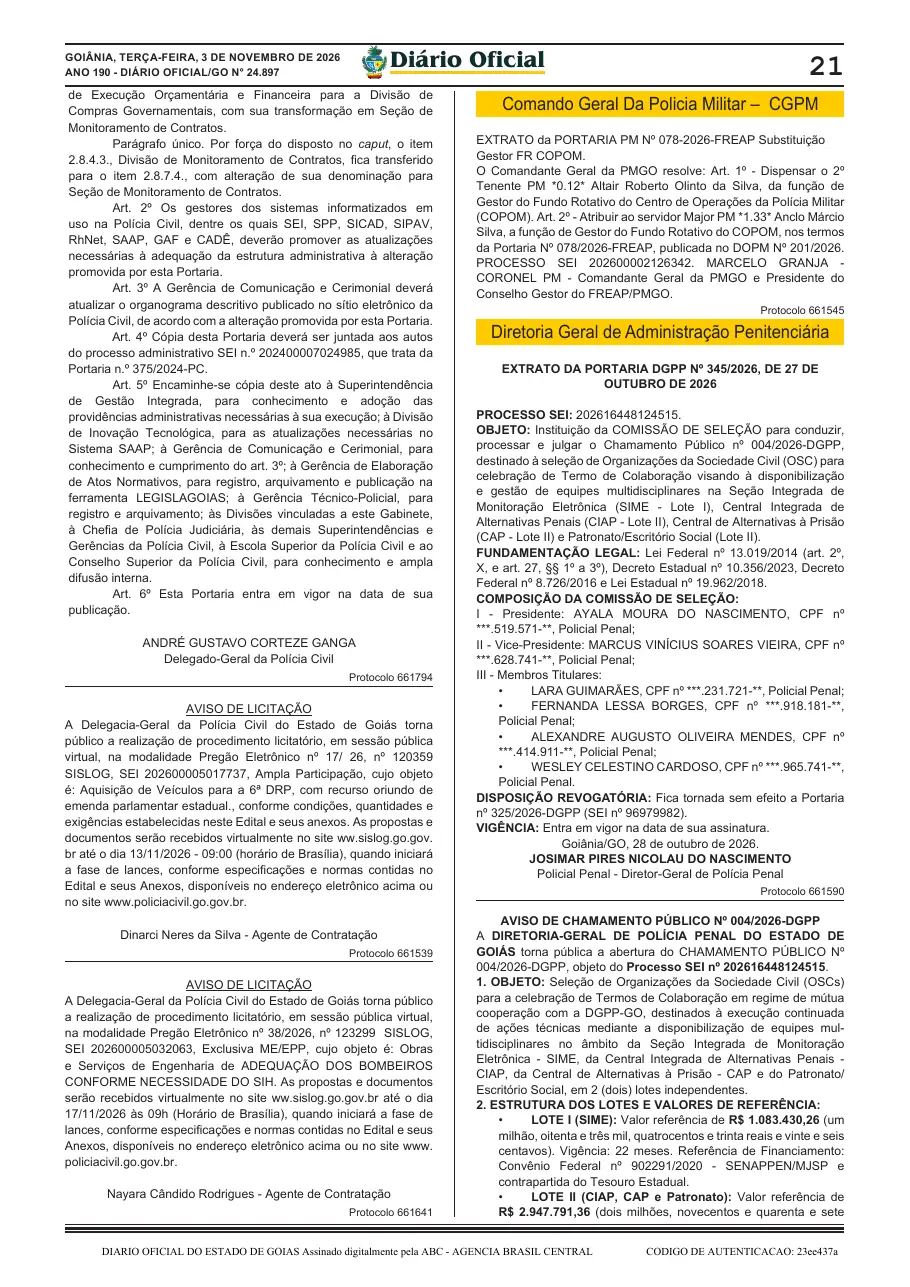 GOIÂNIA, TERÇA-FEIRA, 3 DE NOVEMBRO DE 2026
ANO 190 - DIÁRIO OFICIAL/GO N° 24.897
Diário Oficial
21
de Execução Orçamentária e Financeira para a Divisão de
Compras Governamentais, com sua transformação em Seção de
Monitoramento de Contratos.
Parágrafo único. Por força do disposto no caput, o item
2.8.4.3., Divisão de Monitoramento de Contratos, fica transferido
para o item 2.8.7.4., com alteração de sua denominação para
Seção de Monitoramento de Contratos.
Art. 2º Os gestores dos sistemas informatizados em
uso na Polícia Civil, dentre os quais SEI, SPP, SICAD, SIPAV,
RhNet, SAAP, GAF e CADÊ, deverão promover as atualizações
necessárias à adequação da estrutura administrativa à alteração
promovida por esta Portaria.
Art. 3º A Gerência de Comunicação e Cerimonial deverá
atualizar o organograma descritivo publicado no sítio eletrônico da
Polícia Civil, de acordo com a alteração promovida por esta Portaria.
Art. 4º Cópia desta Portaria deverá ser juntada aos autos
do processo administrativo SEI n.º 202400007024985, que trata da
Portaria n.º 375/2024-PC.
Art. 5º Encaminhe-se cópia deste ato à Superintendência
de Gestão Integrada, para conhecimento e adoção das
providências administrativas necessárias à sua execução; à Divisão
de Inovação Tecnológica, para as atualizações necessárias no
Sistema SAAP; à Gerência de Comunicação e Cerimonial, para
conhecimento e cumprimento do art. 3º; à Gerência de Elaboração
de Atos Normativos, para registro, arquivamento e publicação na
ferramenta LEGISLAGOIAS; à Gerência Técnico-Policial, para
registro e arquivamento; às Divisões vinculadas a este Gabinete,
à Chefia de Polícia Judiciária, às demais Superintendências e
Gerências da Polícia Civil, à Escola Superior da Polícia Civil e ao
Conselho Superior da Polícia Civil, para conhecimento e ampla
difusão interna.
Art. 6º Esta Portaria entra em vigor na data de sua
publicação.
ANDRÉ GUSTAVO CORTEZE GANGA
Delegado-Geral da Polícia Civil
Protocolo 661794
AVISO DE LICITAÇÃO
A Delegacia-Geral da Polícia Civil do Estado de Goiás torna
público a realização de procedimento licitatório, em sessão pública
virtual, na modalidade Pregão Eletrônico nº 17/ 26, nº 120359
SISLOG, SEI 202600005017737, Ampla Participação, cujo objeto
é: Aquisição de Veículos para a 6ª DRP, com recurso oriundo de
emenda parlamentar estadual., conforme condições, quantidades e
exigências estabelecidas neste Edital e seus anexos. As propostas e
documentos serão recebidos virtualmente no site ww.sislog.go.gov.
br até o dia 13/11/2026 - 09:00 (horário de Brasília), quando iniciará
a fase de lances, conforme especificações e normas contidas no
Edital e seus Anexos, disponíveis no endereço eletrônico acima ou
no site www.policiacivil.go.gov.br.
Dinarci Neres da Silva - Agente de Contratação
Protocolo 661539
AVISO DE LICITAÇÃO
A Delegacia-Geral da Polícia Civil do Estado de Goiás torna público
a realização de procedimento licitatório, em sessão pública virtual,
na modalidade Pregão Eletrônico nº 38/2026, nº 123299 SISLOG,
SEI 202600005032063, Exclusiva ME/EPP, cujo objeto é: Obras
e Serviços de Engenharia de ADEQUAÇÃO DOS BOMBEIROS
CONFORME NECESSIDADE DO SIH. As propostas e documentos
serão recebidos virtualmente no site ww.sislog.go.gov.br até o dia
17/11/2026 às 09h (Horário de Brasília), quando iniciará a fase de
lances, conforme especificações e normas contidas no Edital e seus
Anexos, disponíveis no endereço eletrônico acima ou no site www.
policiacivil.go.gov.br.
Nayara Cândido Rodrigues - Agente de Contratação
Protocolo 661641
Comando Geral Da Policia Militar – CGPM
EXTRATO da PORTARIA PM Nº 078-2026-FREAP Substituição
Gestor FR COPOM.
O Comandante Geral da PMGO resolve: Art. 1º - Dispensar o 2º
Tenente PM *0.12* Altair Roberto Olinto da Silva, da função de
Gestor do Fundo Rotativo do Centro de Operações da Polícia Militar
(COPOM). Art. 2º - Atribuir ao servidor Major PM *1.33* Anclo Márcio
Silva, a função de Gestor do Fundo Rotativo do COPOM, nos termos
da Portaria Nº 078/2026-FREAP, publicada no DOPM Nº 201/2026.
PROCESSO SEI 202600002126342. MARCELO GRANJA -
CORONEL PM - Comandante Geral da PMGO e Presidente do
Conselho Gestor do FREAP/PMGO.
Protocolo 661545
Diretoria Geral de Administração Penitenciária
EXTRATO DA PORTARIA DGPP Nº 345/2026, DE 27 DE
OUTUBRO DE 2026
PROCESSO SEI: 202616448124515.
OBJETO: Instituição da COMISSÃO DE SELEÇÃO para conduzir,
processar e julgar o Chamamento Público nº 004/2026-DGPP,
destinado à seleção de Organizações da Sociedade Civil (OSC) para
celebração de Termo de Colaboração visando à disponibilização
e gestão de equipes multidisciplinares na Seção Integrada de
Monitoração Eletrônica (SIME - Lote I), Central Integrada de
Alternativas Penais (CIAP - Lote II), Central de Alternativas à Prisão
(CAP - Lote II) e Patronato/Escritório Social (Lote II).
FUNDAMENTAÇÃO LEGAL: Lei Federal nº 13.019/2014 (art. 2º,
X, e art. 27, §§ 1º a 3º), Decreto Estadual nº 10.356/2023, Decreto
Federal nº 8.726/2016 e Lei Estadual nº 19.962/2018.
COMPOSIÇÃO DA COMISSÃO DE SELEÇÃO:
I - Presidente: AYALA MOURA DO NASCIMENTO, CPF nº
***.519.571-**, Policial Penal;
II - Vice-Presidente: MARCUS VINÍCIUS SOARES VIEIRA, CPF nº
***.628.741-**, Policial Penal;
III - Membros Titulares:
• LARA GUIMARÃES, CPF nº ***.231.721-**, Policial Penal;
• FERNANDA LESSA BORGES, CPF nº ***.918.181-**,
Policial Penal;
• ALEXANDRE AUGUSTO OLIVEIRA MENDES, CPF nº
***.414.911-**, Policial Penal;
• WESLEY CELESTINO CARDOSO, CPF nº ***.965.741-**,
Policial Penal.
DISPOSIÇÃO REVOGATÓRIA: Fica tornada sem efeito a Portaria
nº 325/2026-DGPP (SEI nº 96979982).
VIGÊNCIA: Entra em vigor na data de sua assinatura.
Goiânia/GO, 28 de outubro de 2026.
JOSIMAR PIRES NICOLAU DO NASCIMENTO
Policial Penal - Diretor-Geral de Polícia Penal
Protocolo 661590
AVISO DE CHAMAMENTO PÚBLICO Nº 004/2026-DGPP
A DIRETORIA-GERAL DE POLÍCIA PENAL DO ESTADO DE
GOIÁS torna pública a abertura do CHAMAMENTO PÚBLICO Nº
004/2026-DGPP, objeto do Processo SEI nº 202616448124515.
1. OBJETO: Seleção de Organizações da Sociedade Civil (OSCs)
para a celebração de Termos de Colaboração em regime de mútua
cooperação com a DGPP-GO, destinados à execução continuada
de ações técnicas mediante a disponibilização de equipes mul-
tidisciplinares no âmbito da Seção Integrada de Monitoração
Eletrônica - SIME, da Central Integrada de Alternativas Penais -
CIAP, da Central de Alternativas à Prisão - CAP e do Patronato/
Escritório Social, em 2 (dois) lotes independentes.
2. ESTRUTURA DOS LOTES E VALORES DE REFERÊNCIA:
• LOTE I (SIME): Valor referência de R$ 1.083.430,26 (um
milhão, oitenta e três mil, quatrocentos e trinta reais e vinte e seis
centavos). Vigência: 22 meses. Referência de Financiamento:
Convênio Federal nº 902291/2020 - SENAPPEN/MJSP e
contrapartida do Tesouro Estadual.
• LOTE II (CIAP, CAP e Patronato): Valor referência de
R$ 2.947.791,36 (dois milhões, novecentos e quarenta e sete
DIARIO OFICIAL DO ESTADO DE GOIAS Assinado digitalmente pela ABC - AGENCIA BRASIL CENTRAL
CODIGO DE AUTENTICACAO: 23ee437a